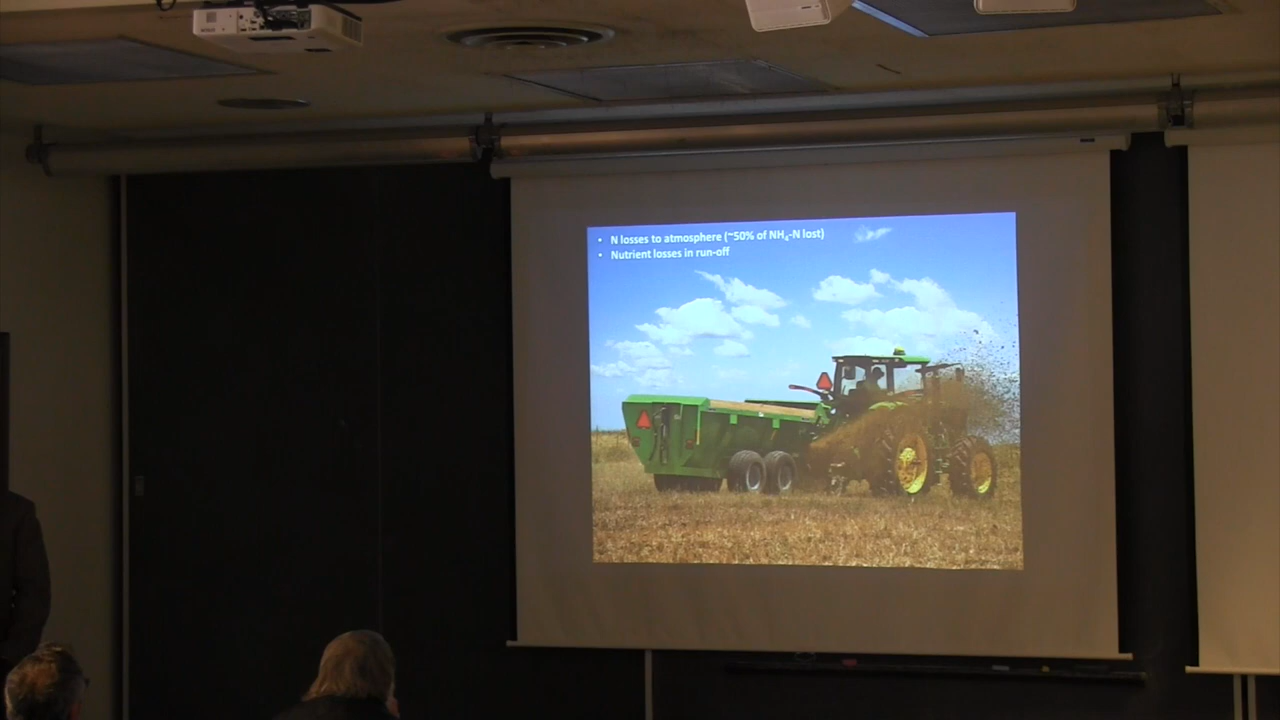 • N losses to atmosphere (~50% of NH₄-N lost)
• Nutrient losses in run-off